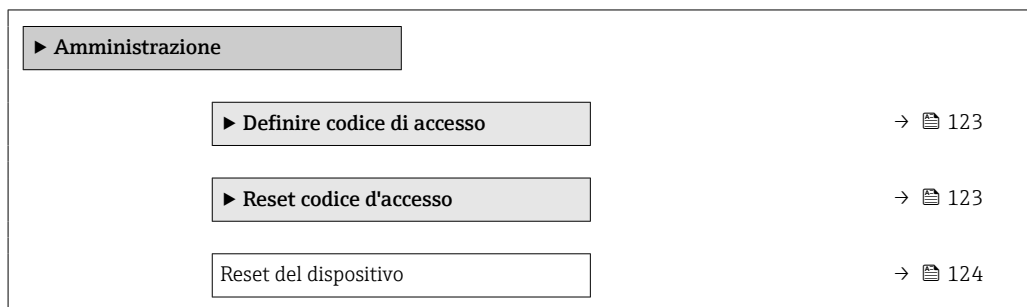 ▶ Amministrazione
▶ Definire codice di accesso → 123
▶ Reset codice d'accesso → 123
Reset del dispositivo → 124